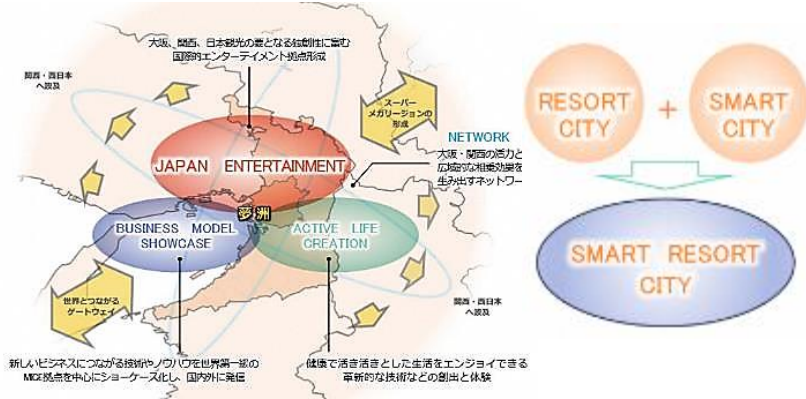 大阪、関西、日本観光の要となる独創性に富む
国際的エンターテイメント拠点形成
関西・西日本
へ波及
スーパー
メガリージョンの
形成
NETWORK
大阪・関西の活力と
広域的な相乗効果を
生み出すネットワー
JAPAN ENTERTAINMENT
夢洲
BUSINESS MODEL
SHOWCASE
ACTIVE LIFE
CREATION
世界とつながる
ゲートウェイ
関西・西日本
へ波及
新しいビジネスにつながる技術やノウハウを世界第一級の
MICE拠点を中心にショーケース化し、国内外に発信
健康で活き活きとした生活をエンジョイできる
革新的な技術などの創出と体験
RESORT
CITY
+
SMART
CITY
SMART RESORT
CITY